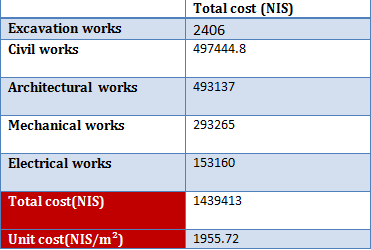 Total cost (NIS)
Excavation works 2406
Civil works 497444.8
Architectural works 493137
Mechanical works 293265
Electrical works 153160
Total cost(NIS) 1439413
Unit cost(NIS/m²) 1955.72